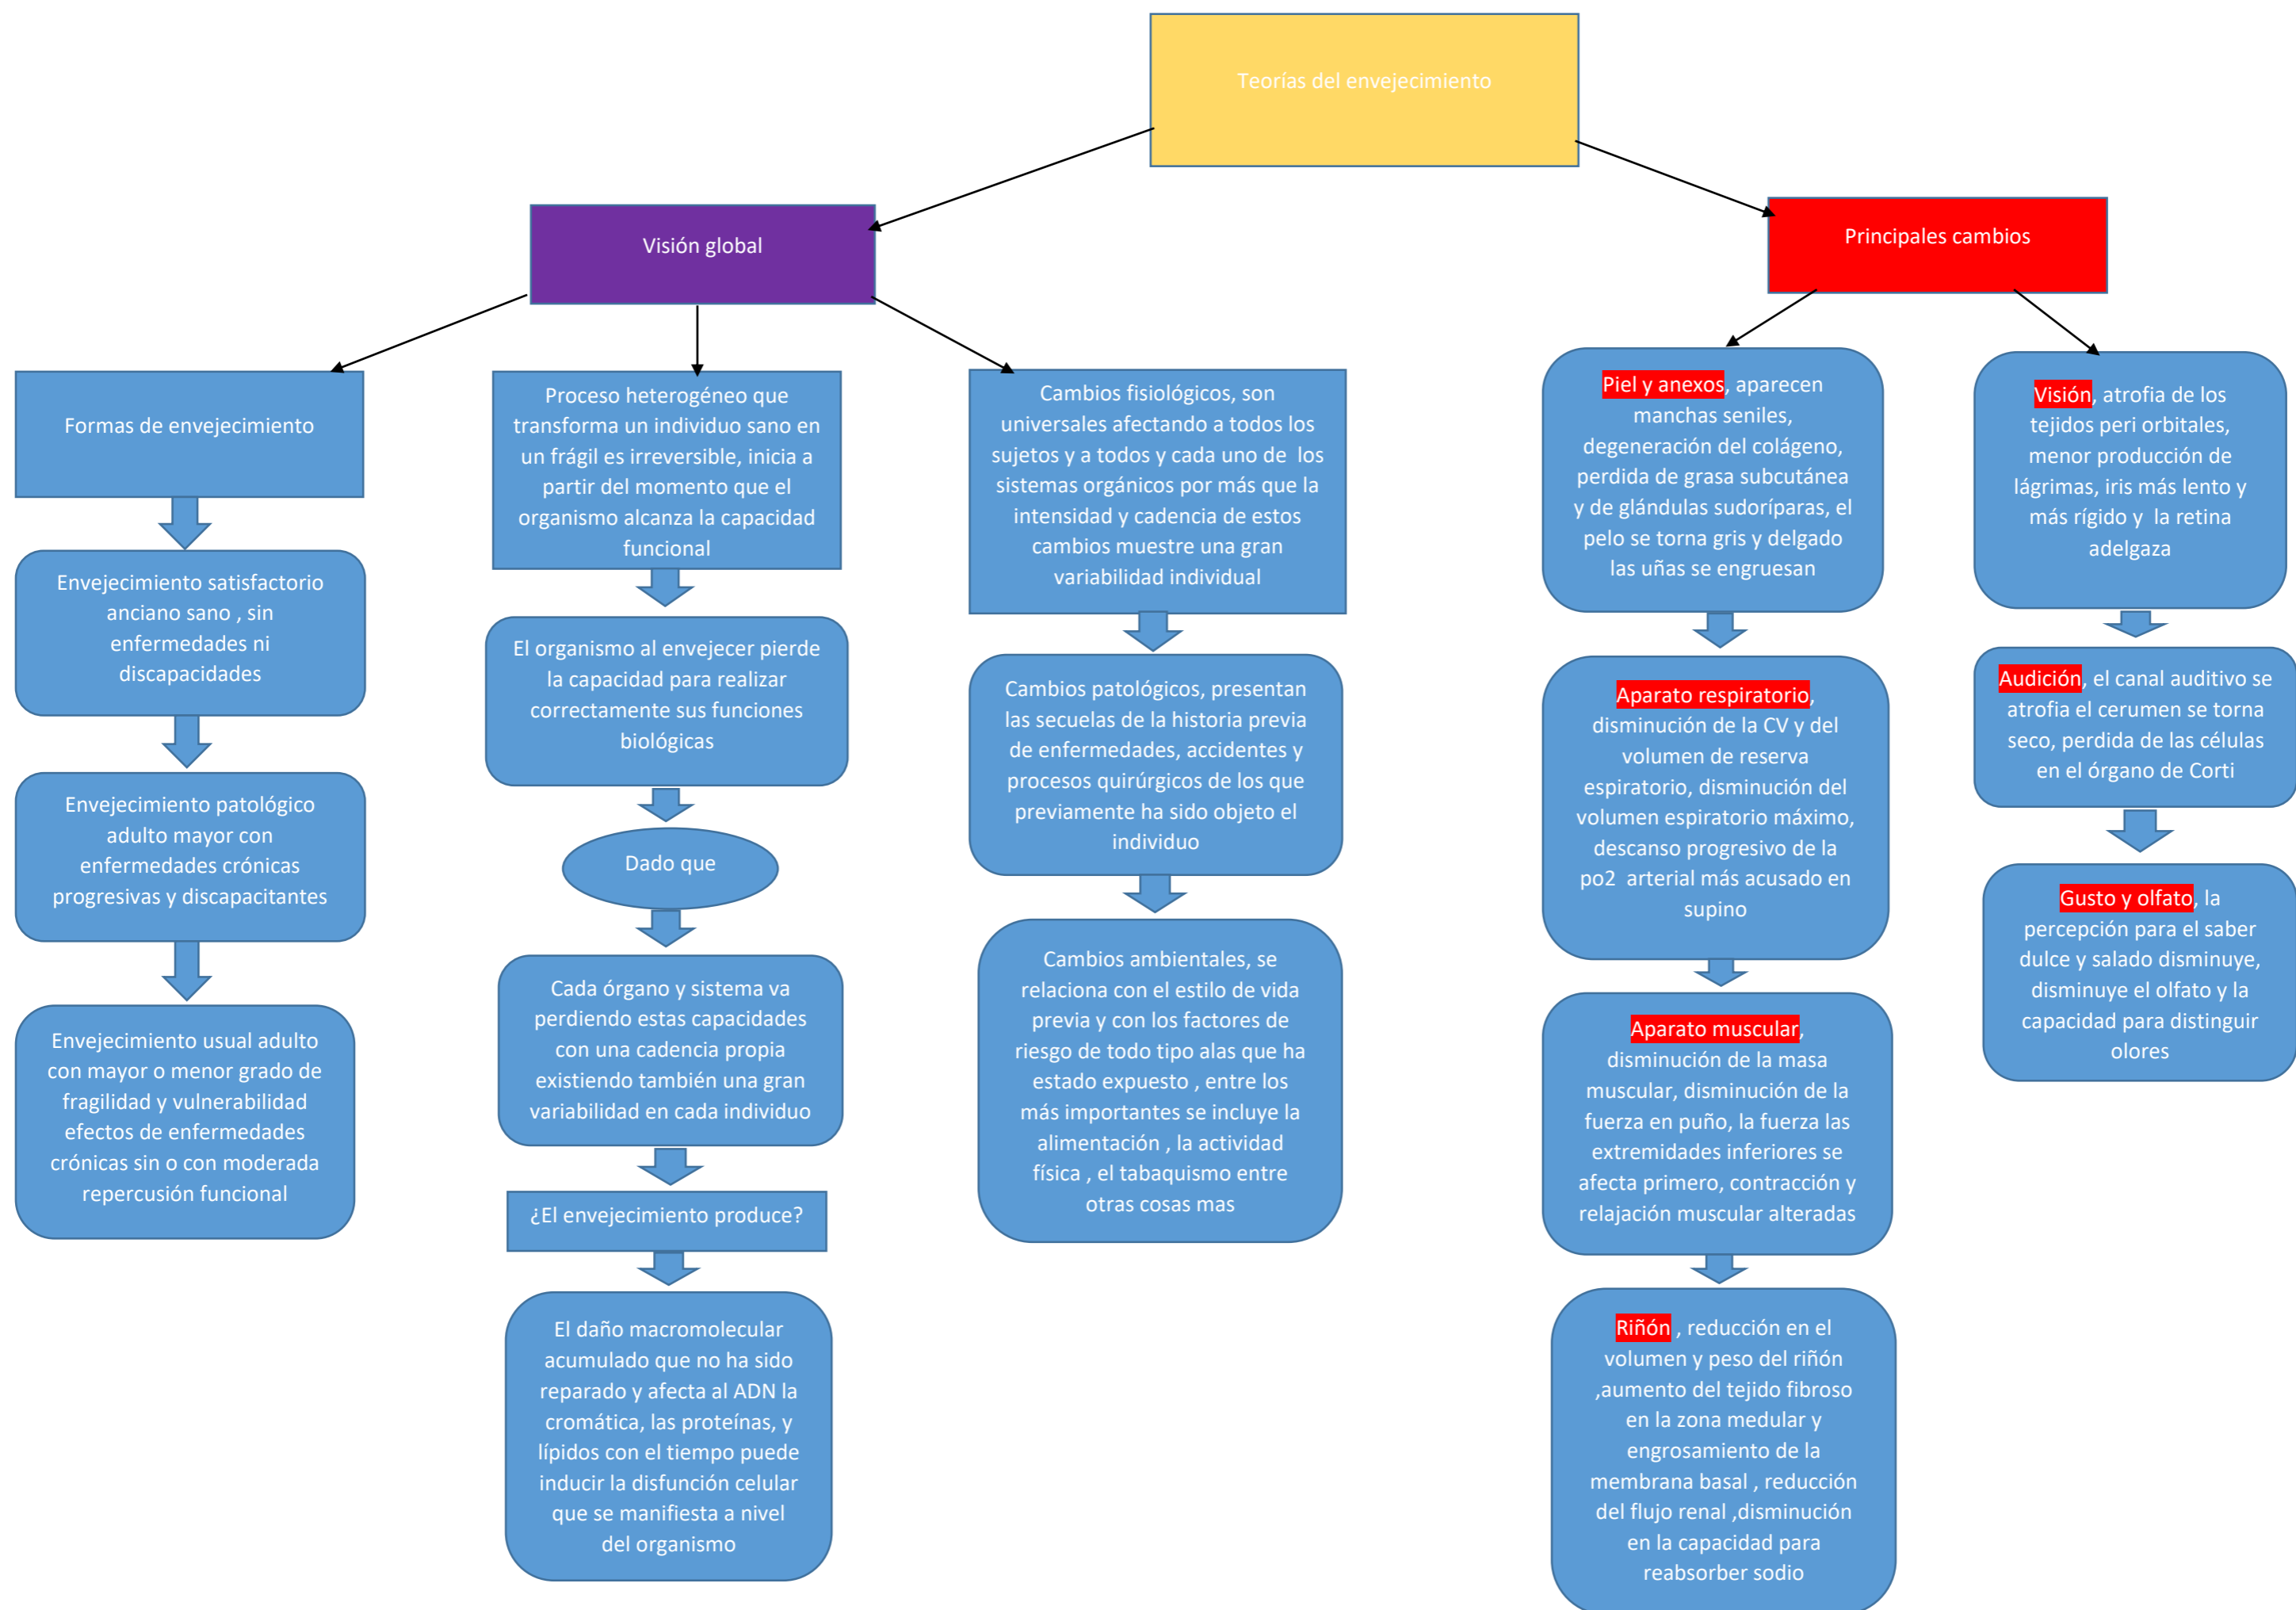 Teorías del envejecimiento
Visión global
Principales cambios
Formas de envejecimiento
Envejecimiento satisfactorio
anciano sano , sin
enfermedades ni
discapacidades
Envejecimiento patológico
adulto mayor con
enfermedades crónicas
progresivas y discapacitantes
Envejecimiento usual adulto
con mayor o menor grado de
fragilidad y vulnerabilidad
efectos de enfermedades
crónicas sin o con moderada
repercusión funcional
Proceso heterogéneo que
transforma un individuo sano en
un frágil es irreversible, inicia a
partir del momento que el
organismo alcanza la capacidad
funcional
El organismo al envejecer pierde
la capacidad para realizar
correctamente sus funciones
biológicas
Dado que
Cada órgano y sistema va
perdiendo estas capacidades
con una cadencia propia
existiendo también una gran
variabilidad en cada individuo
¿El envejecimiento produce?
El daño macromolecular
acumulado que no ha sido
reparado y afecta al ADN la
cromática, las proteínas, y
lípidos con el tiempo puede
inducir la disfunción celular
que se manifiesta a nivel
del organismo
Cambios fisiológicos, son
universales afectando a todos los
sujetos y a todos y cada uno de  los
sistemas orgánicos por más que la
intensidad y cadencia de estos
cambios muestre una gran
variabilidad individual
Cambios patológicos, presentan
las secuelas de la historia previa
de enfermedades, accidentes y
procesos quirúrgicos de los que
previamente ha sido objeto el
individuo
Cambios ambientales, se
relaciona con el estilo de vida
previa y con los factores de
riesgo de todo tipo alas que ha
estado expuesto , entre los
más importantes se incluye la
alimentación , la actividad
física , el tabaquismo entre
otras cosas mas
Piel y anexos, aparecen
manchas seniles,
degeneración del colágeno,
perdida de grasa subcutánea
y de glándulas sudoríparas, el
pelo se torna gris y delgado
las uñas se engruesan
Aparato respiratorio,
disminución de la CV y del
volumen de reserva
espiratorio, disminución del
volumen espiratorio máximo,
descanso progresivo de la
po2  arterial más acusado en
supino
Aparato muscular,
disminución de la masa
muscular, disminución de la
fuerza en puño, la fuerza las
extremidades inferiores se
afecta primero, contracción y
relajación muscular alteradas
Riñón , reducción en el
volumen y peso del riñón
,aumento del tejido fibroso
en la zona medular y
engrosamiento de la
membrana basal , reducción
del flujo renal ,disminución
en la capacidad para
reabsorber sodio
Visión, atrofia de los
tejidos peri orbitales,
menor producción de
lágrimas, iris más lento y
más rígido y  la retina
adelgaza
Audición, el canal auditivo se
atrofia el cerumen se torna
seco, perdida de las células
en el órgano de Corti
Gusto y olfato, la
percepción para el saber
dulce y salado disminuye,
disminuye el olfato y la
capacidad para distinguir
olores